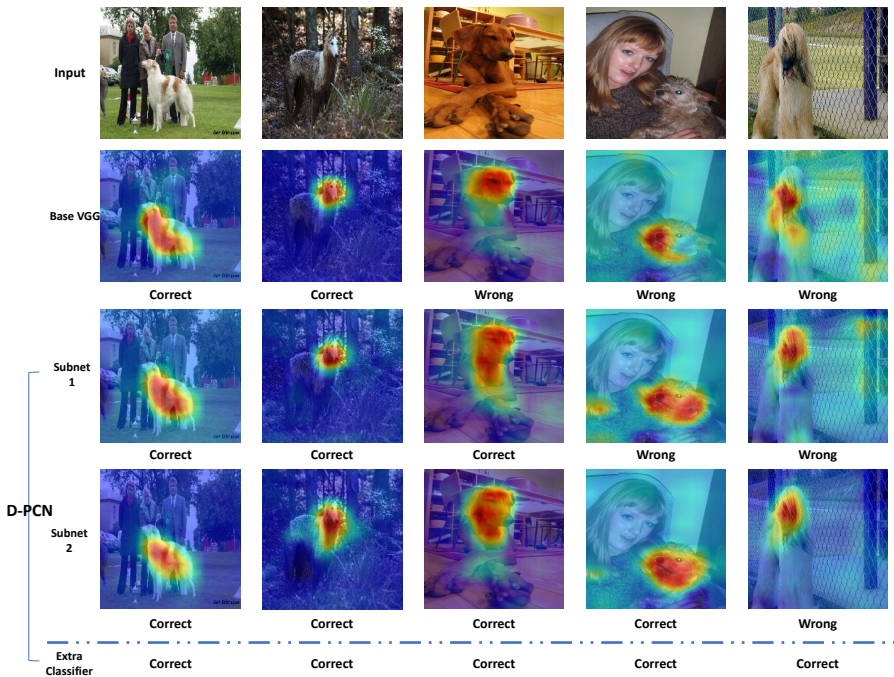 Input
Base VGG
Correct Correct Wrong Wrong Wrong
Subnet
1
Correct Correct Correct Wrong Wrong
D-PCN
Subnet
2
Correct Correct Correct Correct Wrong
Extra
Classifier
Correct Correct Correct Correct Correct